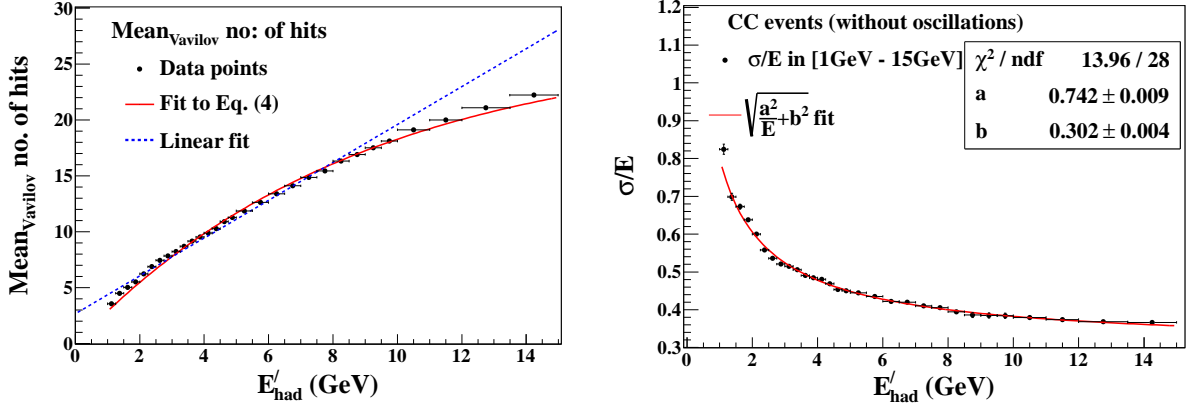 Mean_Vavilov no: of hits
Data points
Fit to Eq. (4)
Linear fit
Mean_Vavilov no. of hits
30
25
20
15
10
5
0
0 2 4 6 8 10 12 14
E′_had (GeV)
CC events (without oscillations)
σ/E in [1GeV - 15GeV]
√(a²/E+b²) fit
χ² / ndf 13.96 / 28
a 0.742 ± 0.009
b 0.302 ± 0.004
σ/E
1.2
1
0.9
0.8
0.7
0.6
0.5
0.4
0.3
0 2 4 6 8 10 12 14
E′_had (GeV)